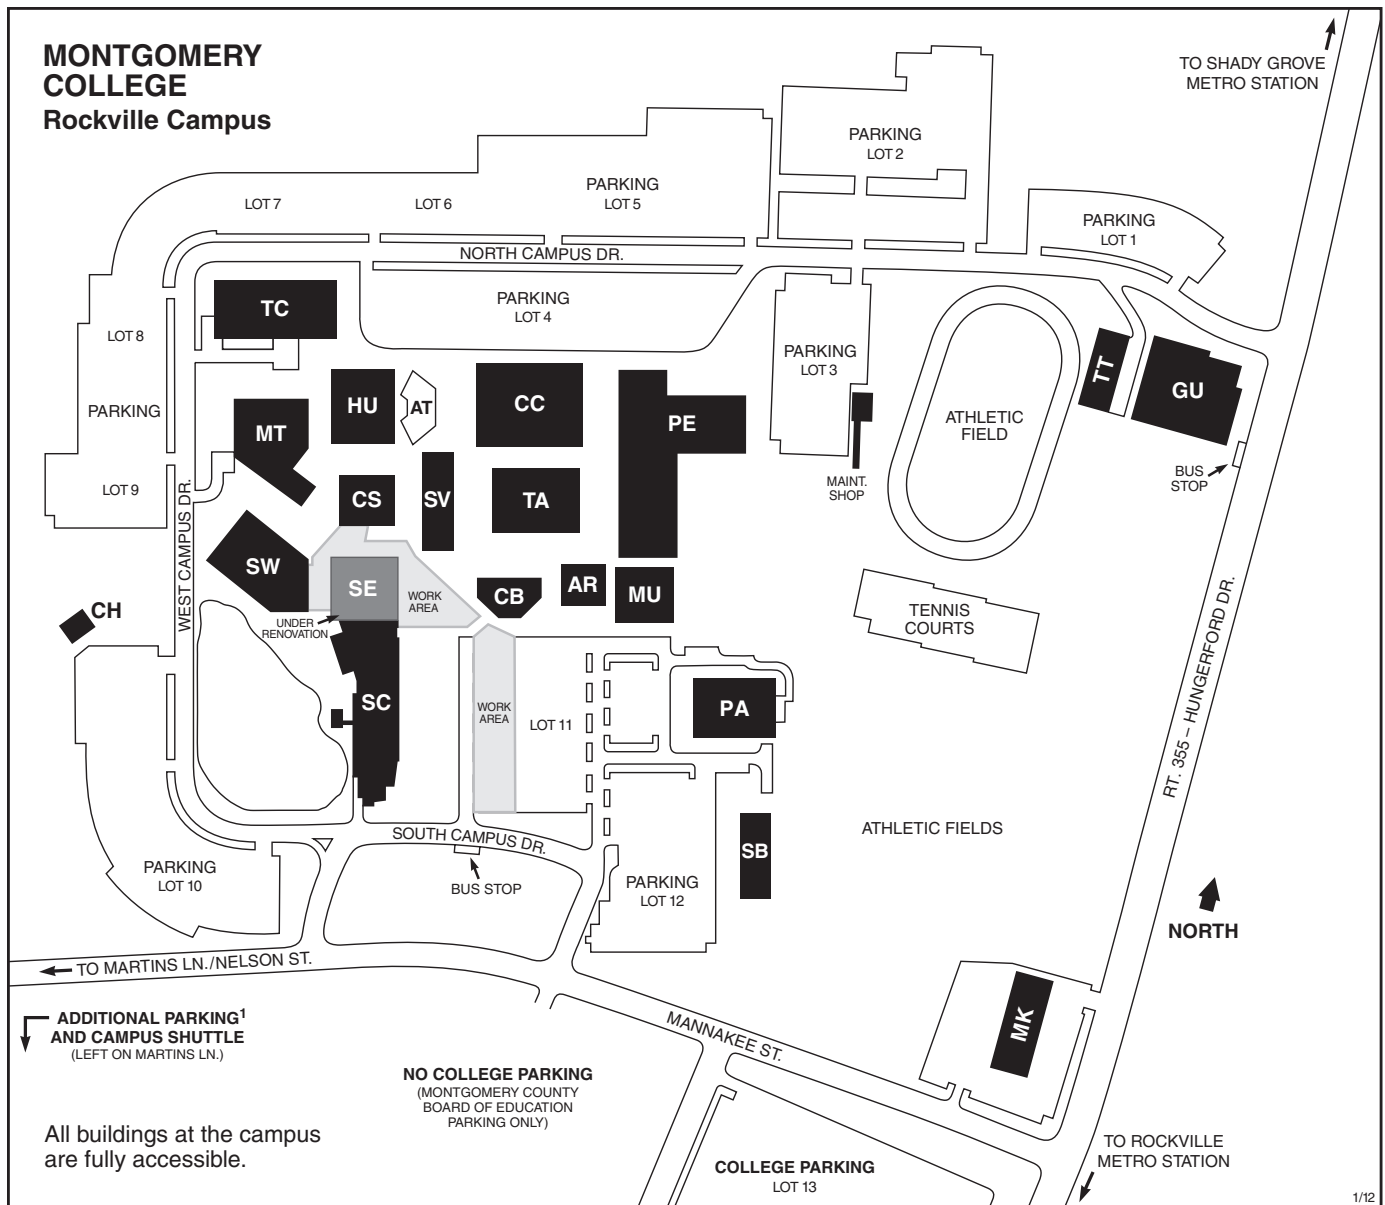 MONTGOMERY
COLLEGE
Rockville Campus
TO SHADY GROVE
METRO STATION
PARKING
LOT 2
PARKING
LOT 5
LOT 7
LOT 6
PARKING
LOT 1
NORTH CAMPUS DR.
PARKING
LOT 4
TC
LOT 8
PARKING
LOT 3
TT
GU
HU
AT
CC
PE
PARKING
MT
ATHLETIC
FIELD
BUS
STOP
MAINT.
SHOP
LOT 9
CS
SV
TA
WEST CAMPUS DR.
SW
SE
WORK
AREA
CB
AR
MU
CH
UNDER
RENOVATION
TENNIS
COURTS
RT. 355 – HUNGERFORD DR.
SC
WORK
AREA
LOT 11
PA
SOUTH CAMPUS DR.
ATHLETIC FIELDS
SB
PARKING
LOT 10
BUS STOP
PARKING
LOT 12
NORTH
TO MARTINS LN./NELSON ST.
ADDITIONAL PARKING1
AND CAMPUS SHUTTLE
(LEFT ON MARTINS LN.)
MANNAKEE ST.
MK
NO COLLEGE PARKING
(MONTGOMERY COUNTY
BOARD OF EDUCATION
PARKING ONLY)
All buildings at the campus
are fully accessible.
COLLEGE PARKING
LOT 13
TO ROCKVILLE
METRO STATION
1/12